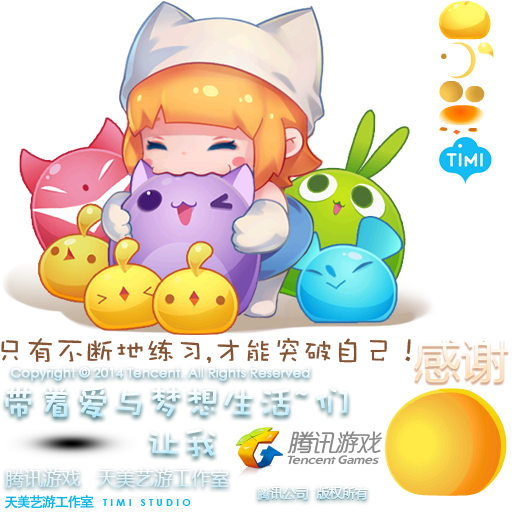 TIMI
只有不断地练习,才能突破自己！
感谢
Copyright © 2014 Tencent. All Rights Reserved
带着爱与梦想生活~们
让我
腾讯游戏
Tencent Games
腾讯游戏 天美艺游工作室
腾讯公司 版权所有
天美艺游工作室 TIMI STUDIO